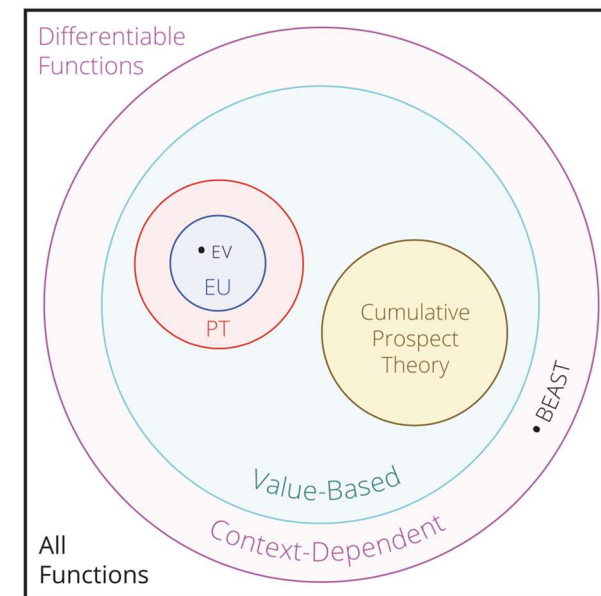 Differentiable
Functions
EV
EU
PT
Cumulative
Prospect
Theory
BEAST
Value-Based
Context-Dependent
All
Functions